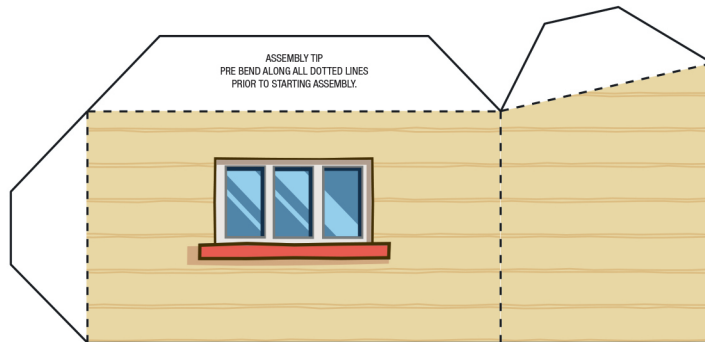 ASSEMBLY TIP
PRE BEND ALONG ALL DOTTED LINES
PRIOR TO STARTING ASSEMBLY.